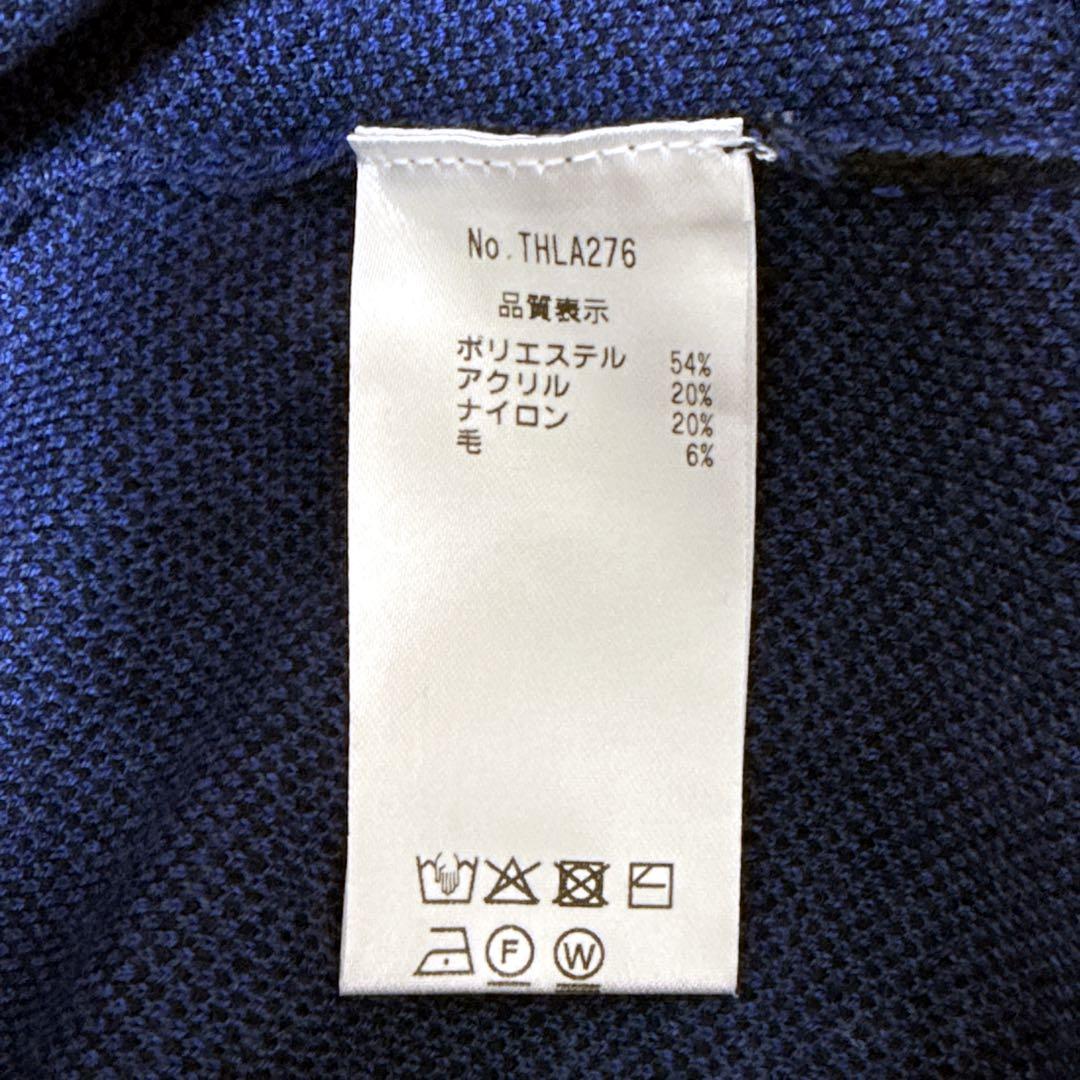 No.THLA276
品質表示
ポリエステル 54%
アクリル 20%
ナイロン 20%
毛 6%
F W